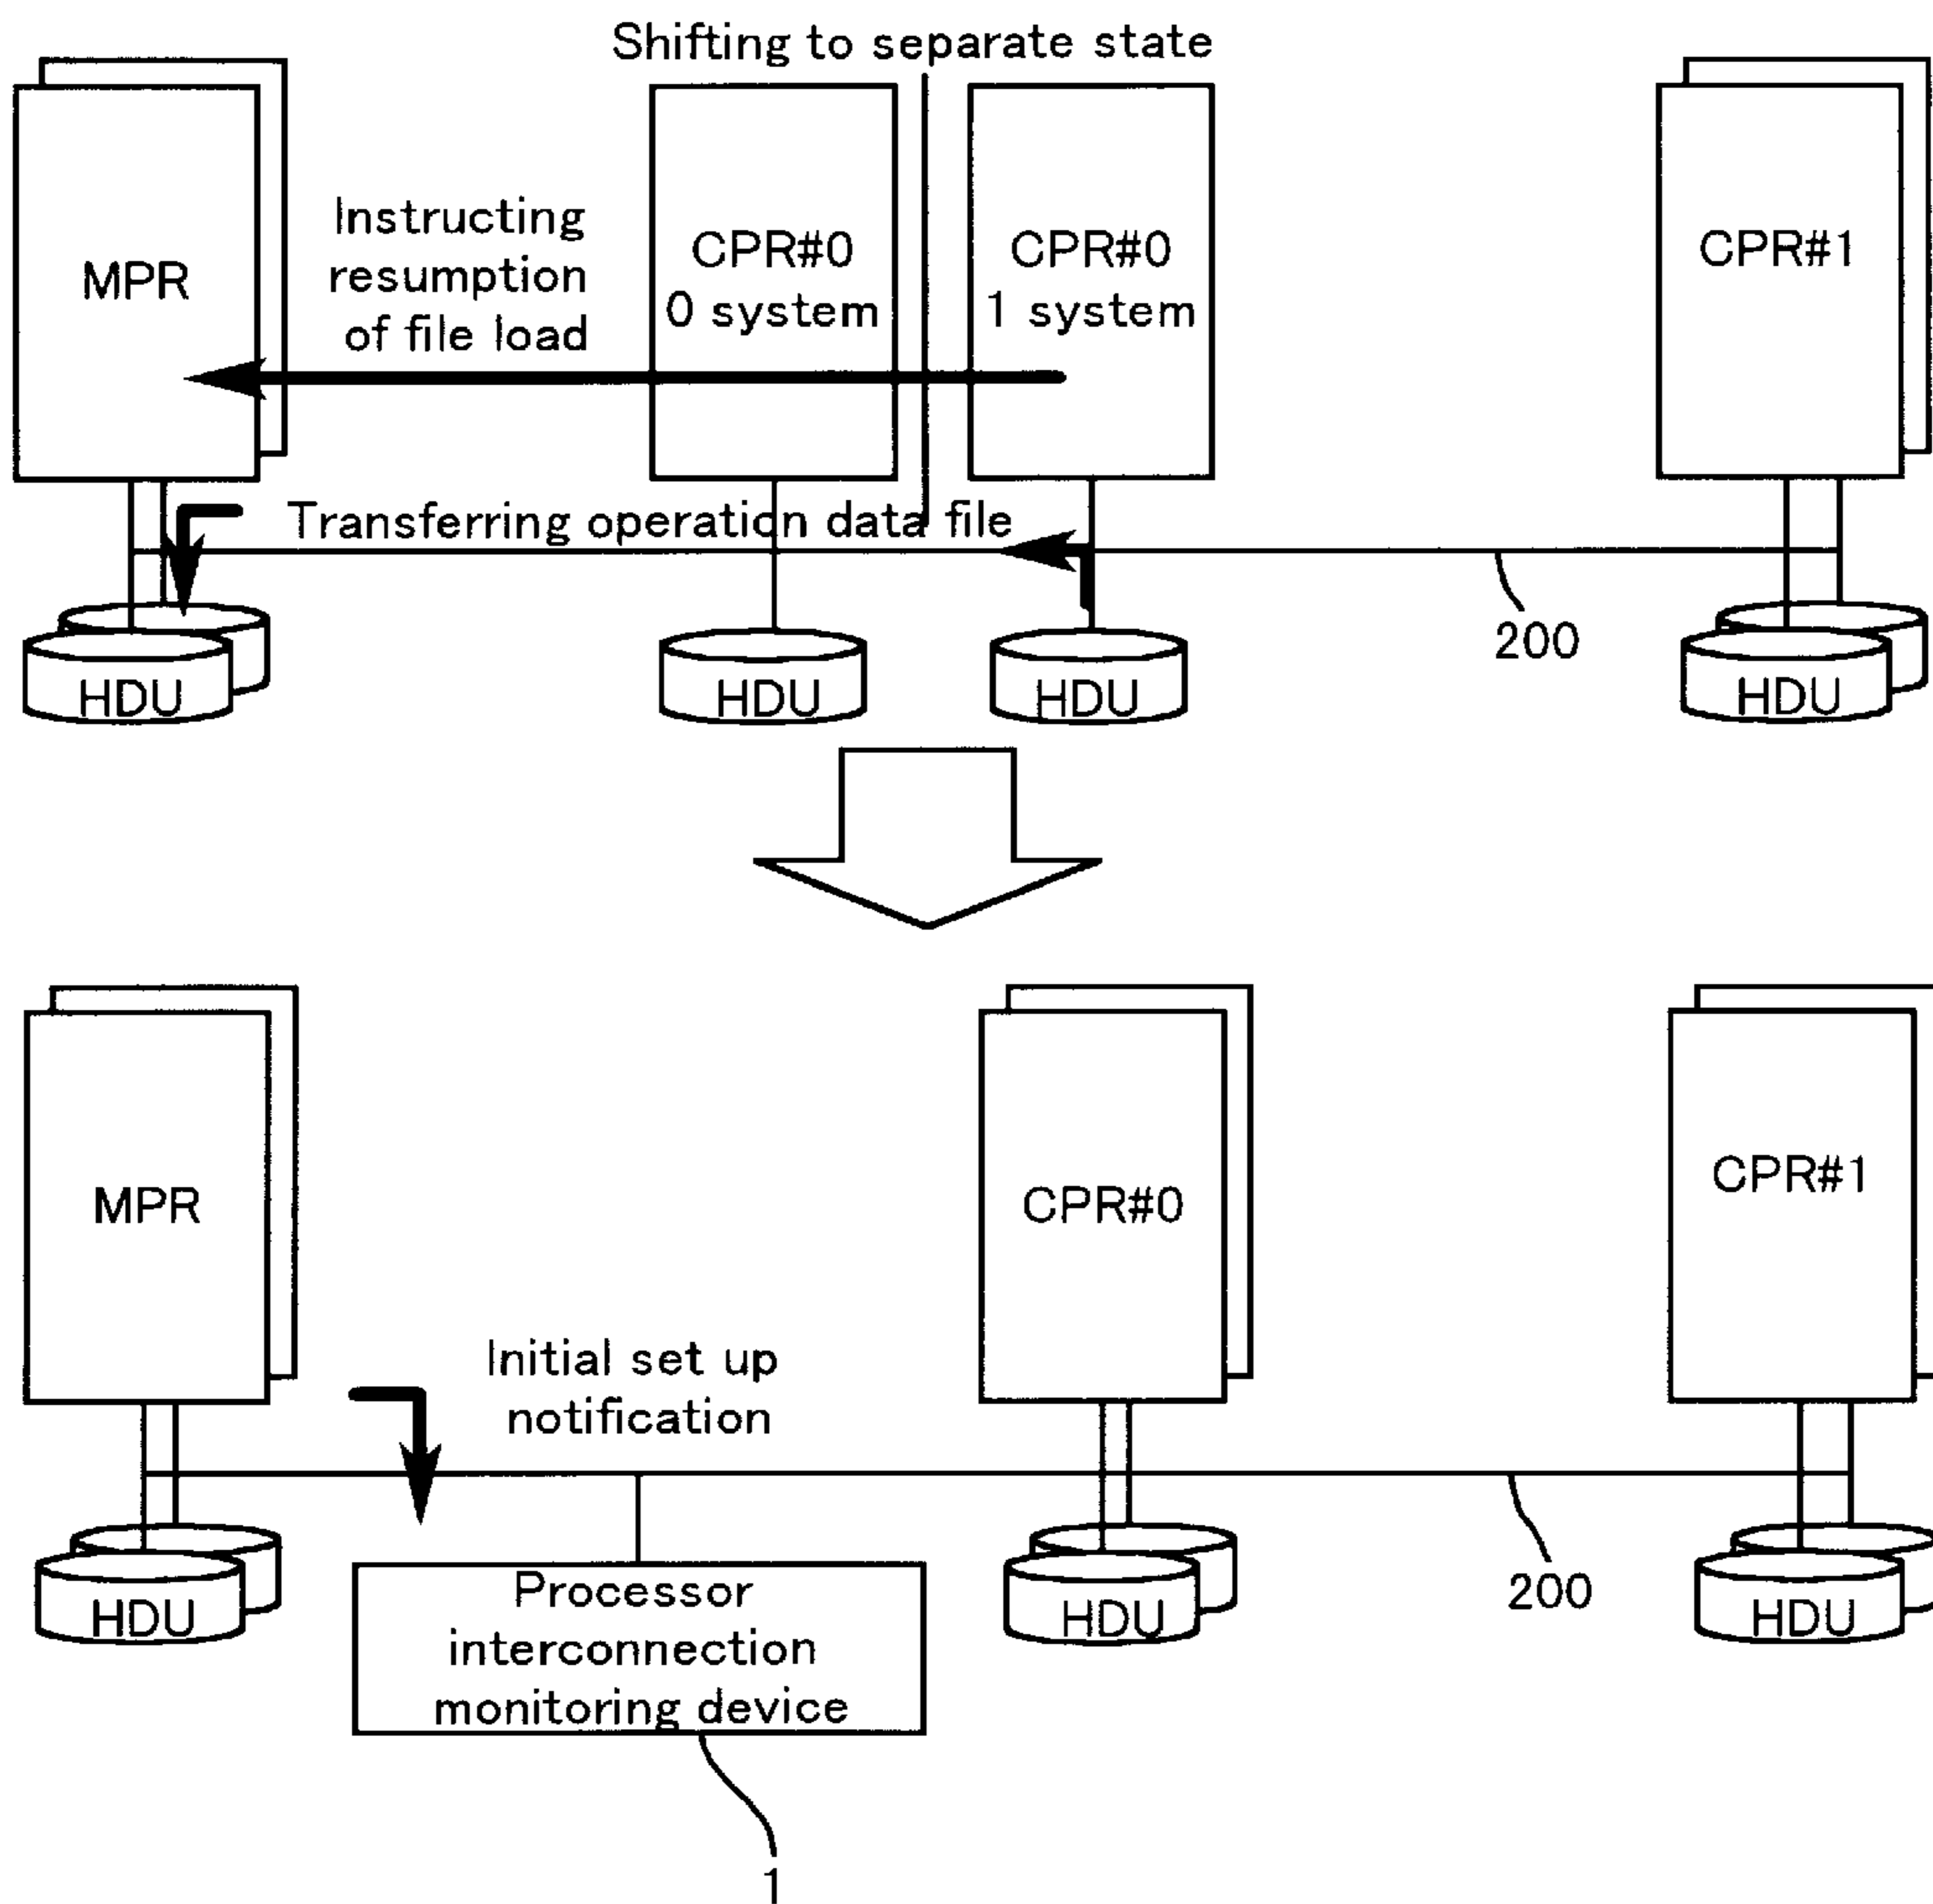 Shifting to separate state
MPR
Instructing
resumption
of file load
CPR#0
0 system
CPR#0
1 system
CPR#1
Transferring operation data file
200
HDU
HDU
HDU
HDU
MPR
CPR#0
CPR#1
Initial set up
notification
200
HDU
Processor
interconnection
monitoring device
HDU
HDU
1